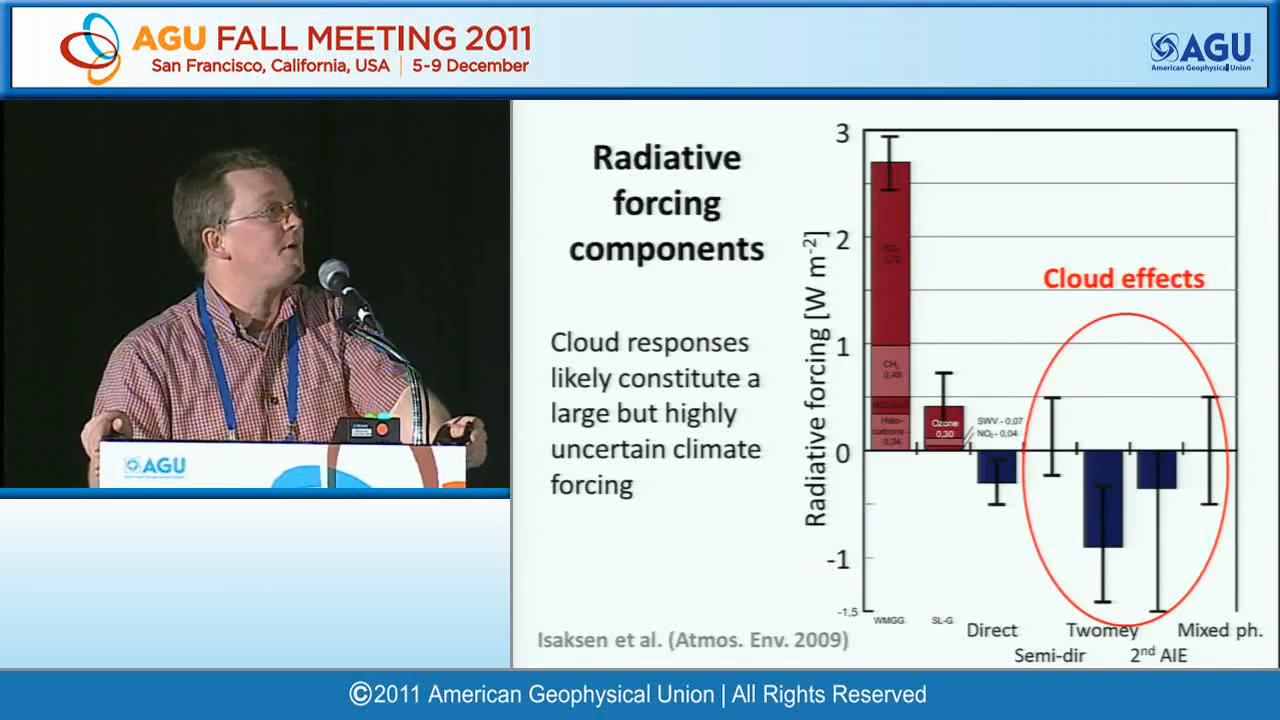 AGU FALL MEETING 2011
San Francisco, California, USA | 5-9 December
AGU
American Geophysical Union
AGU
Radiative
forcing
components
Cloud responses
likely constitute a
large but highly
uncertain climate
forcing
Isaksen et al. (Atmos. Env. 2009)
Radiative forcing [W m-2]
3
2
1
0
-1
-1,5
Cloud effects
CH4
0,48
Halo-
carbone -
0,34
Ozone
0,30
SWV - 0,07
NO2 - 0,04
WMGG
SL-G
Direct
Semi-dir
Twomey
2nd AIE
Mixed ph.
©2011 American Geophysical Union | All Rights Reserved